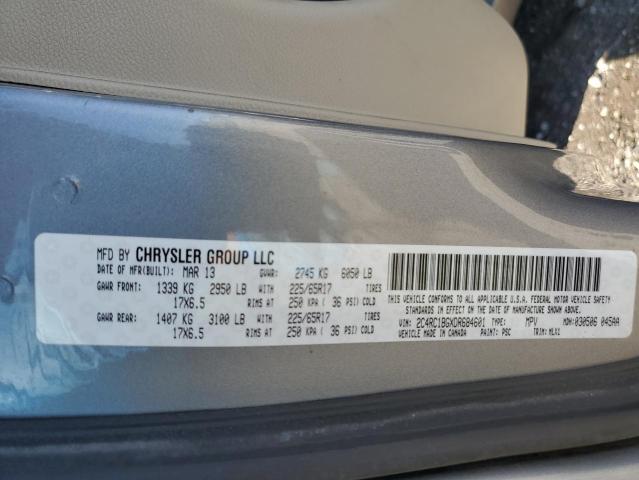 MFD BY CHRYSLER GROUP LLC
DATE OF MFR(BUILT): MAR 13 GVWR: 2745 KG 6050 LB
GAWR FRONT: 1339 KG 2950 LB WITH 225/65R17 TIRES
17X6.5 RIMS AT 250 KPA ( 36 PSI) COLD
GAWR REAR: 1407 KG 3100 LB WITH 225/65R17 TIRES
17X6.5 RIMS AT 250 KPA ( 36 PSI) COLD
THIS VEHICLE CONFORMS TO ALL APPLICABLE U.S.A. FEDERAL MOTOR VEHICLE SAFETY
STANDARDS IN EFFECT ON THE DATE OF MANUFACTURE SHOWN ABOVE.
VIN: 2C4RC1BGXDR684601 TYPE: MPV MDH:030506 045AA
VEHICLE MADE IN CANADA PAINT: PSC TRIM: MLX1